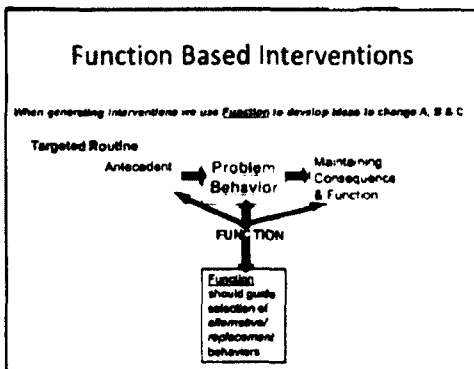 Function Based Interventions
When generating interventions we use Function to develop ideas to change A, B & C
Targeted Routine
Antecedent
Problem
Behavior
Maintaining
Consequence
& Function
FUNCTION
Function
should guide
selection of
alternative/
replacement
behaviors